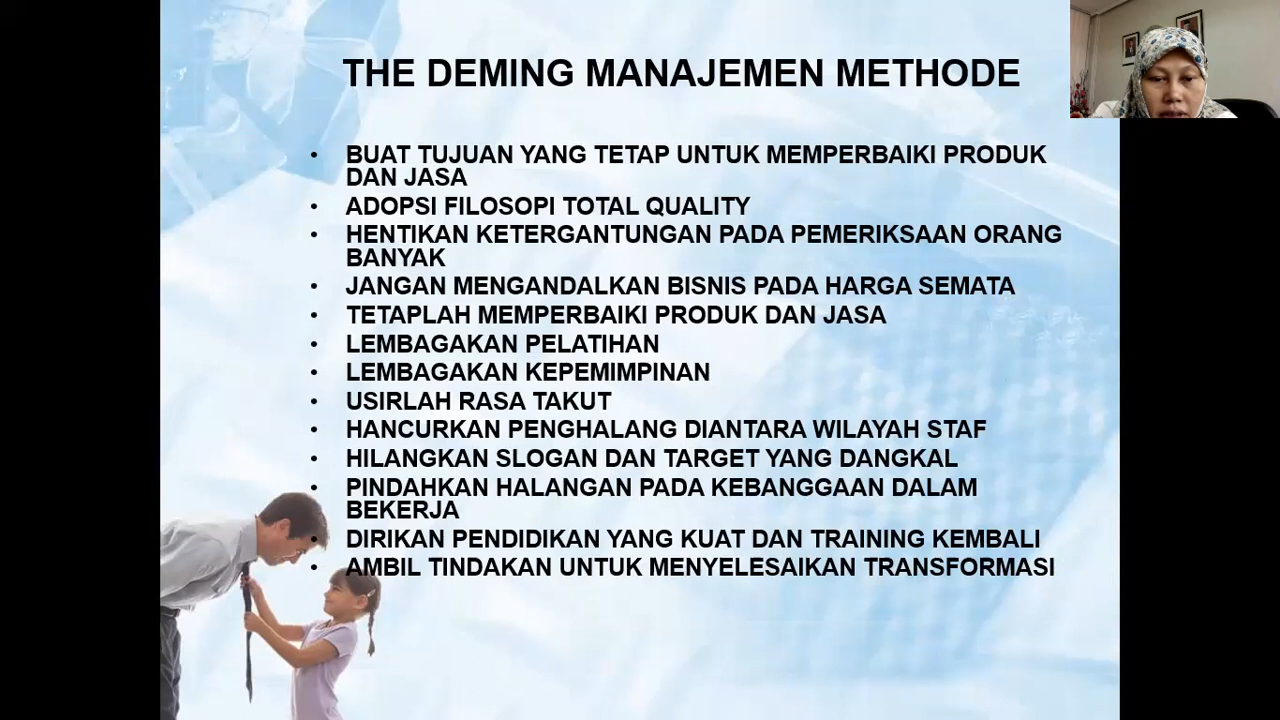 THE DEMING MANAJEMEN METHODE
• BUAT TUJUAN YANG TETAP UNTUK MEMPERBAIKI PRODUK
DAN JASA
• ADOPSI FILOSOPI TOTAL QUALITY
• HENTIKAN KETERGANTUNGAN PADA PEMERIKSAAN ORANG
BANYAK
• JANGAN MENGANDALKAN BISNIS PADA HARGA SEMATA
• TETAPLAH MEMPERBAIKI PRODUK DAN JASA
• LEMBAGAKAN PELATIHAN
• LEMBAGAKAN KEPEMIMPINAN
• USIRLAH RASA TAKUT
• HANCURKAN PENGHALANG DIANTARA WILAYAH STAF
• HILANGKAN SLOGAN DAN TARGET YANG DANGKAL
• PINDAHKAN HALANGAN PADA KEBANGGAAN DALAM
BEKERJA
• DIRIKAN PENDIDIKAN YANG KUAT DAN TRAINING KEMBALI
• AMBIL TINDAKAN UNTUK MENYELESAIKAN TRANSFORMASI